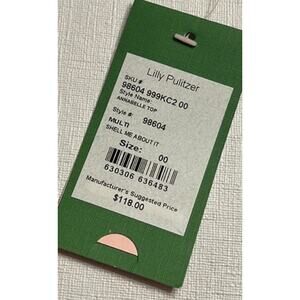 Lilly Pulitzer
SKU #:
98604 999KC2 00
Style Name:
ANNABELLE TOP
Style #: 98604
MULTI
SHELL ME ABOUT IT
Size: 00
630306 636483
Manufacturer's Suggested Price
$118.00